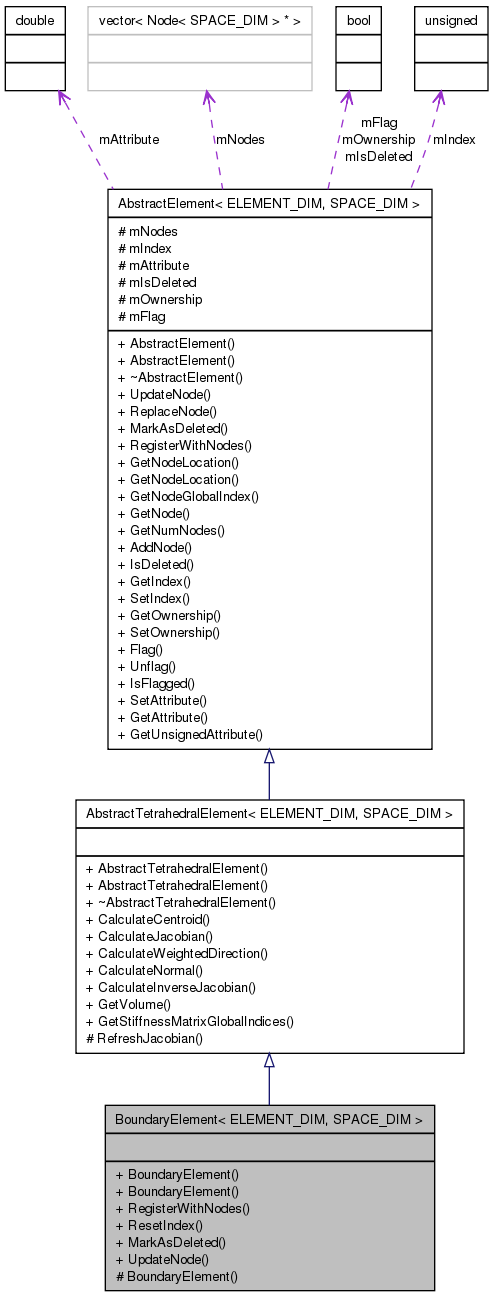 double
vector< Node< SPACE_DIM > * >
bool
unsigned
mAttribute
mNodes
mFlag
mOwnership
mIsDeleted
mIndex
AbstractElement< ELEMENT_DIM, SPACE_DIM >
# mNodes
# mIndex
# mAttribute
# mIsDeleted
# mOwnership
# mFlag
+ AbstractElement()
+ AbstractElement()
+ ~AbstractElement()
+ UpdateNode()
+ ReplaceNode()
+ MarkAsDeleted()
+ RegisterWithNodes()
+ GetNodeLocation()
+ GetNodeLocation()
+ GetNodeGlobalIndex()
+ GetNode()
+ GetNumNodes()
+ AddNode()
+ IsDeleted()
+ GetIndex()
+ SetIndex()
+ GetOwnership()
+ SetOwnership()
+ Flag()
+ Unflag()
+ IsFlagged()
+ SetAttribute()
+ GetAttribute()
+ GetUnsignedAttribute()
AbstractTetrahedralElement< ELEMENT_DIM, SPACE_DIM >
+ AbstractTetrahedralElement()
+ AbstractTetrahedralElement()
+ ~AbstractTetrahedralElement()
+ CalculateCentroid()
+ CalculateJacobian()
+ CalculateWeightedDirection()
+ CalculateNormal()
+ CalculateInverseJacobian()
+ GetVolume()
+ GetStiffnessMatrixGlobalIndices()
# RefreshJacobian()
BoundaryElement< ELEMENT_DIM, SPACE_DIM >
+ BoundaryElement()
+ BoundaryElement()
+ RegisterWithNodes()
+ ResetIndex()
+ MarkAsDeleted()
+ UpdateNode()
# BoundaryElement()